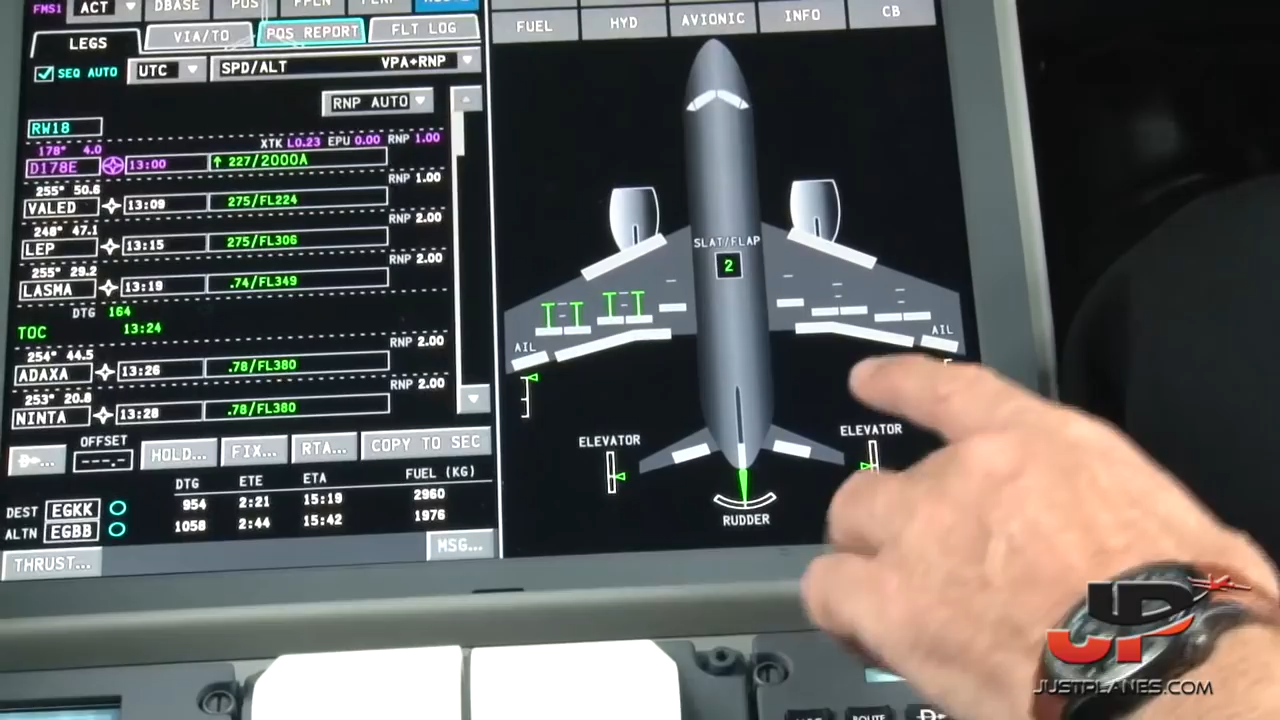 FMS1 ACT DBASE POS FPLN PERF
LEGS VIA/TO POS REPORT FLT LOG
SEQ AUTO UTC SPD/ALT VPA+RNP
RNP AUTO
RW18
178° 4.0 XTK L0.23 EPU 0.00 RNP 1.00
D178E 13:00 ↑ 227/2000A
255° 50.6 RNP 1.00
VALED 13:09 275/FL224
248° 47.1 RNP 2.00
LEP 13:15 275/FL306
255° 29.2 RNP 2.00
LASMA 13:19 .74/FL349
DTG 164
TOC 13:24
254° 44.5 RNP 2.00
ADAXA 13:26 .78/FL380
253° 20.8 RNP 2.00
NINTA 13:28 .78/FL380
OFFSET
---.- HOLD... FIX... RTA... COPY TO SEC
DTG ETE ETA FUEL (KG)
DEST EGKK 954 2:21 15:19 2960
ALTN EGBB 1058 2:44 15:42 1976
THRUST... MSG...
FUEL HYD AVIONIC INFO CB
SLAT/FLAP
2
AIL AIL
ELEVATOR ELEVATOR
RUDDER
JP
JUSTPLANES.COM